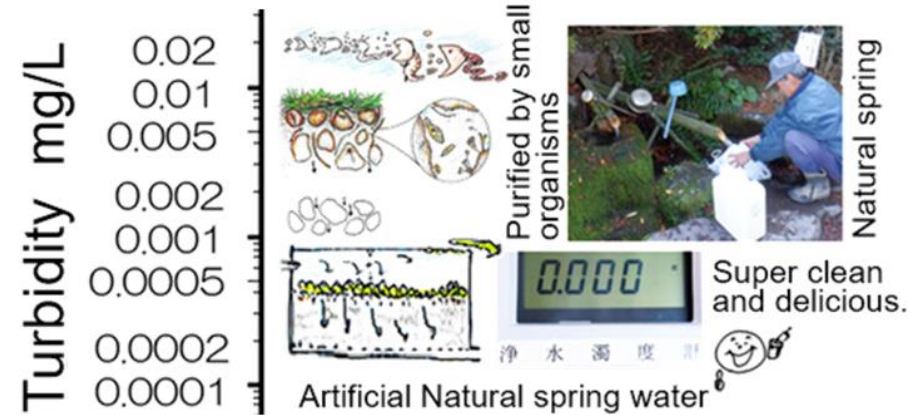 Turbidity mg/L
0.02
0.01
0.005
0.002
0.001
0.0005
0.0002
0.0001
Purified by small
organisms
Natural spring
0.000
浄水濁度計
Super clean
and delicious.
Artificial Natural spring water